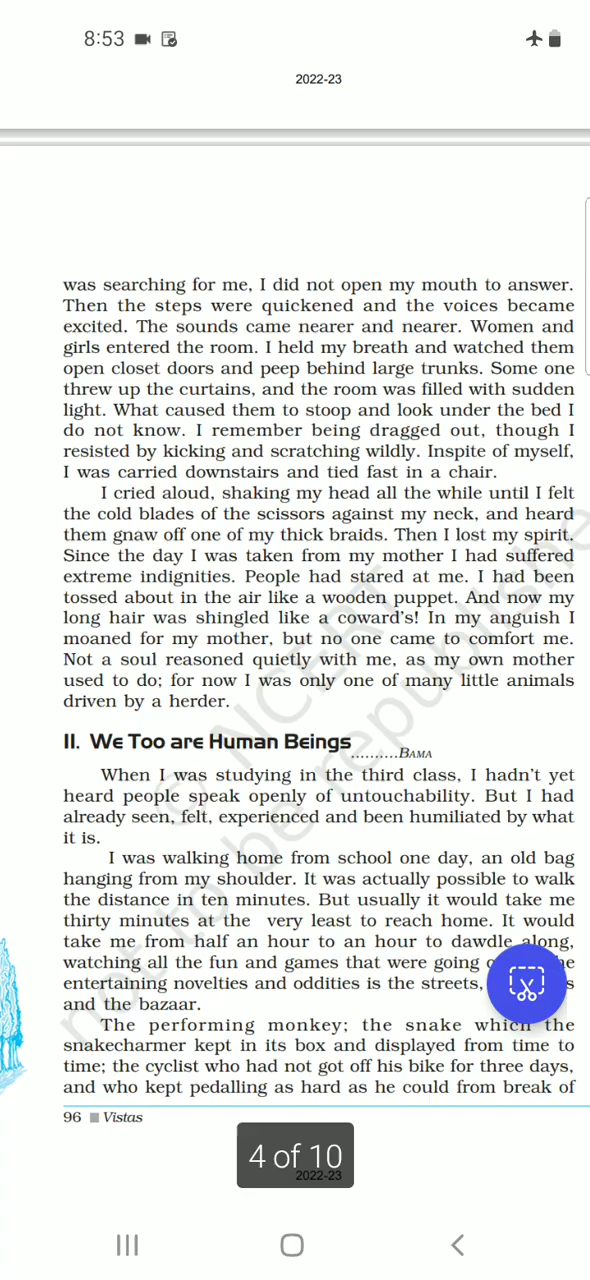 8:53
2022-23
was searching for me, I did not open my mouth to answer.
Then the steps were quickened and the voices became
excited. The sounds came nearer and nearer. Women and
girls entered the room. I held my breath and watched them
open closet doors and peep behind large trunks. Some one
threw up the curtains, and the room was filled with sudden
light. What caused them to stoop and look under the bed I
do not know. I remember being dragged out, though I
resisted by kicking and scratching wildly. Inspite of myself,
I was carried downstairs and tied fast in a chair.
I cried aloud, shaking my head all the while until I felt
the cold blades of the scissors against my neck, and heard
them gnaw off one of my thick braids. Then I lost my spirit.
Since the day I was taken from my mother I had suffered
extreme indignities. People had stared at me. I had been
tossed about in the air like a wooden puppet. And now my
long hair was shingled like a coward's! In my anguish I
moaned for my mother, but no one came to comfort me.
Not a soul reasoned quietly with me, as my own mother
used to do; for now I was only one of many little animals
driven by a herder.
II. We Too are Human Beings
..........BAMA
When I was studying in the third class, I hadn't yet
heard people speak openly of untouchability. But I had
already seen, felt, experienced and been humiliated by what
it is.
I was walking home from school one day, an old bag
hanging from my shoulder. It was actually possible to walk
the distance in ten minutes. But usually it would take me
thirty minutes at the very least to reach home. It would
take me from half an hour to an hour to dawdle along,
watching all the fun and games that were going
entertaining novelties and oddities is the streets,
and the bazaar.
The performing monkey; the snake which the
snakecharmer kept in its box and displayed from time to
time; the cyclist who had not got off his bike for three days,
and who kept pedalling as hard as he could from break of
96 Vistas
4 of 10
2022-23
© NCERT
not to be republished